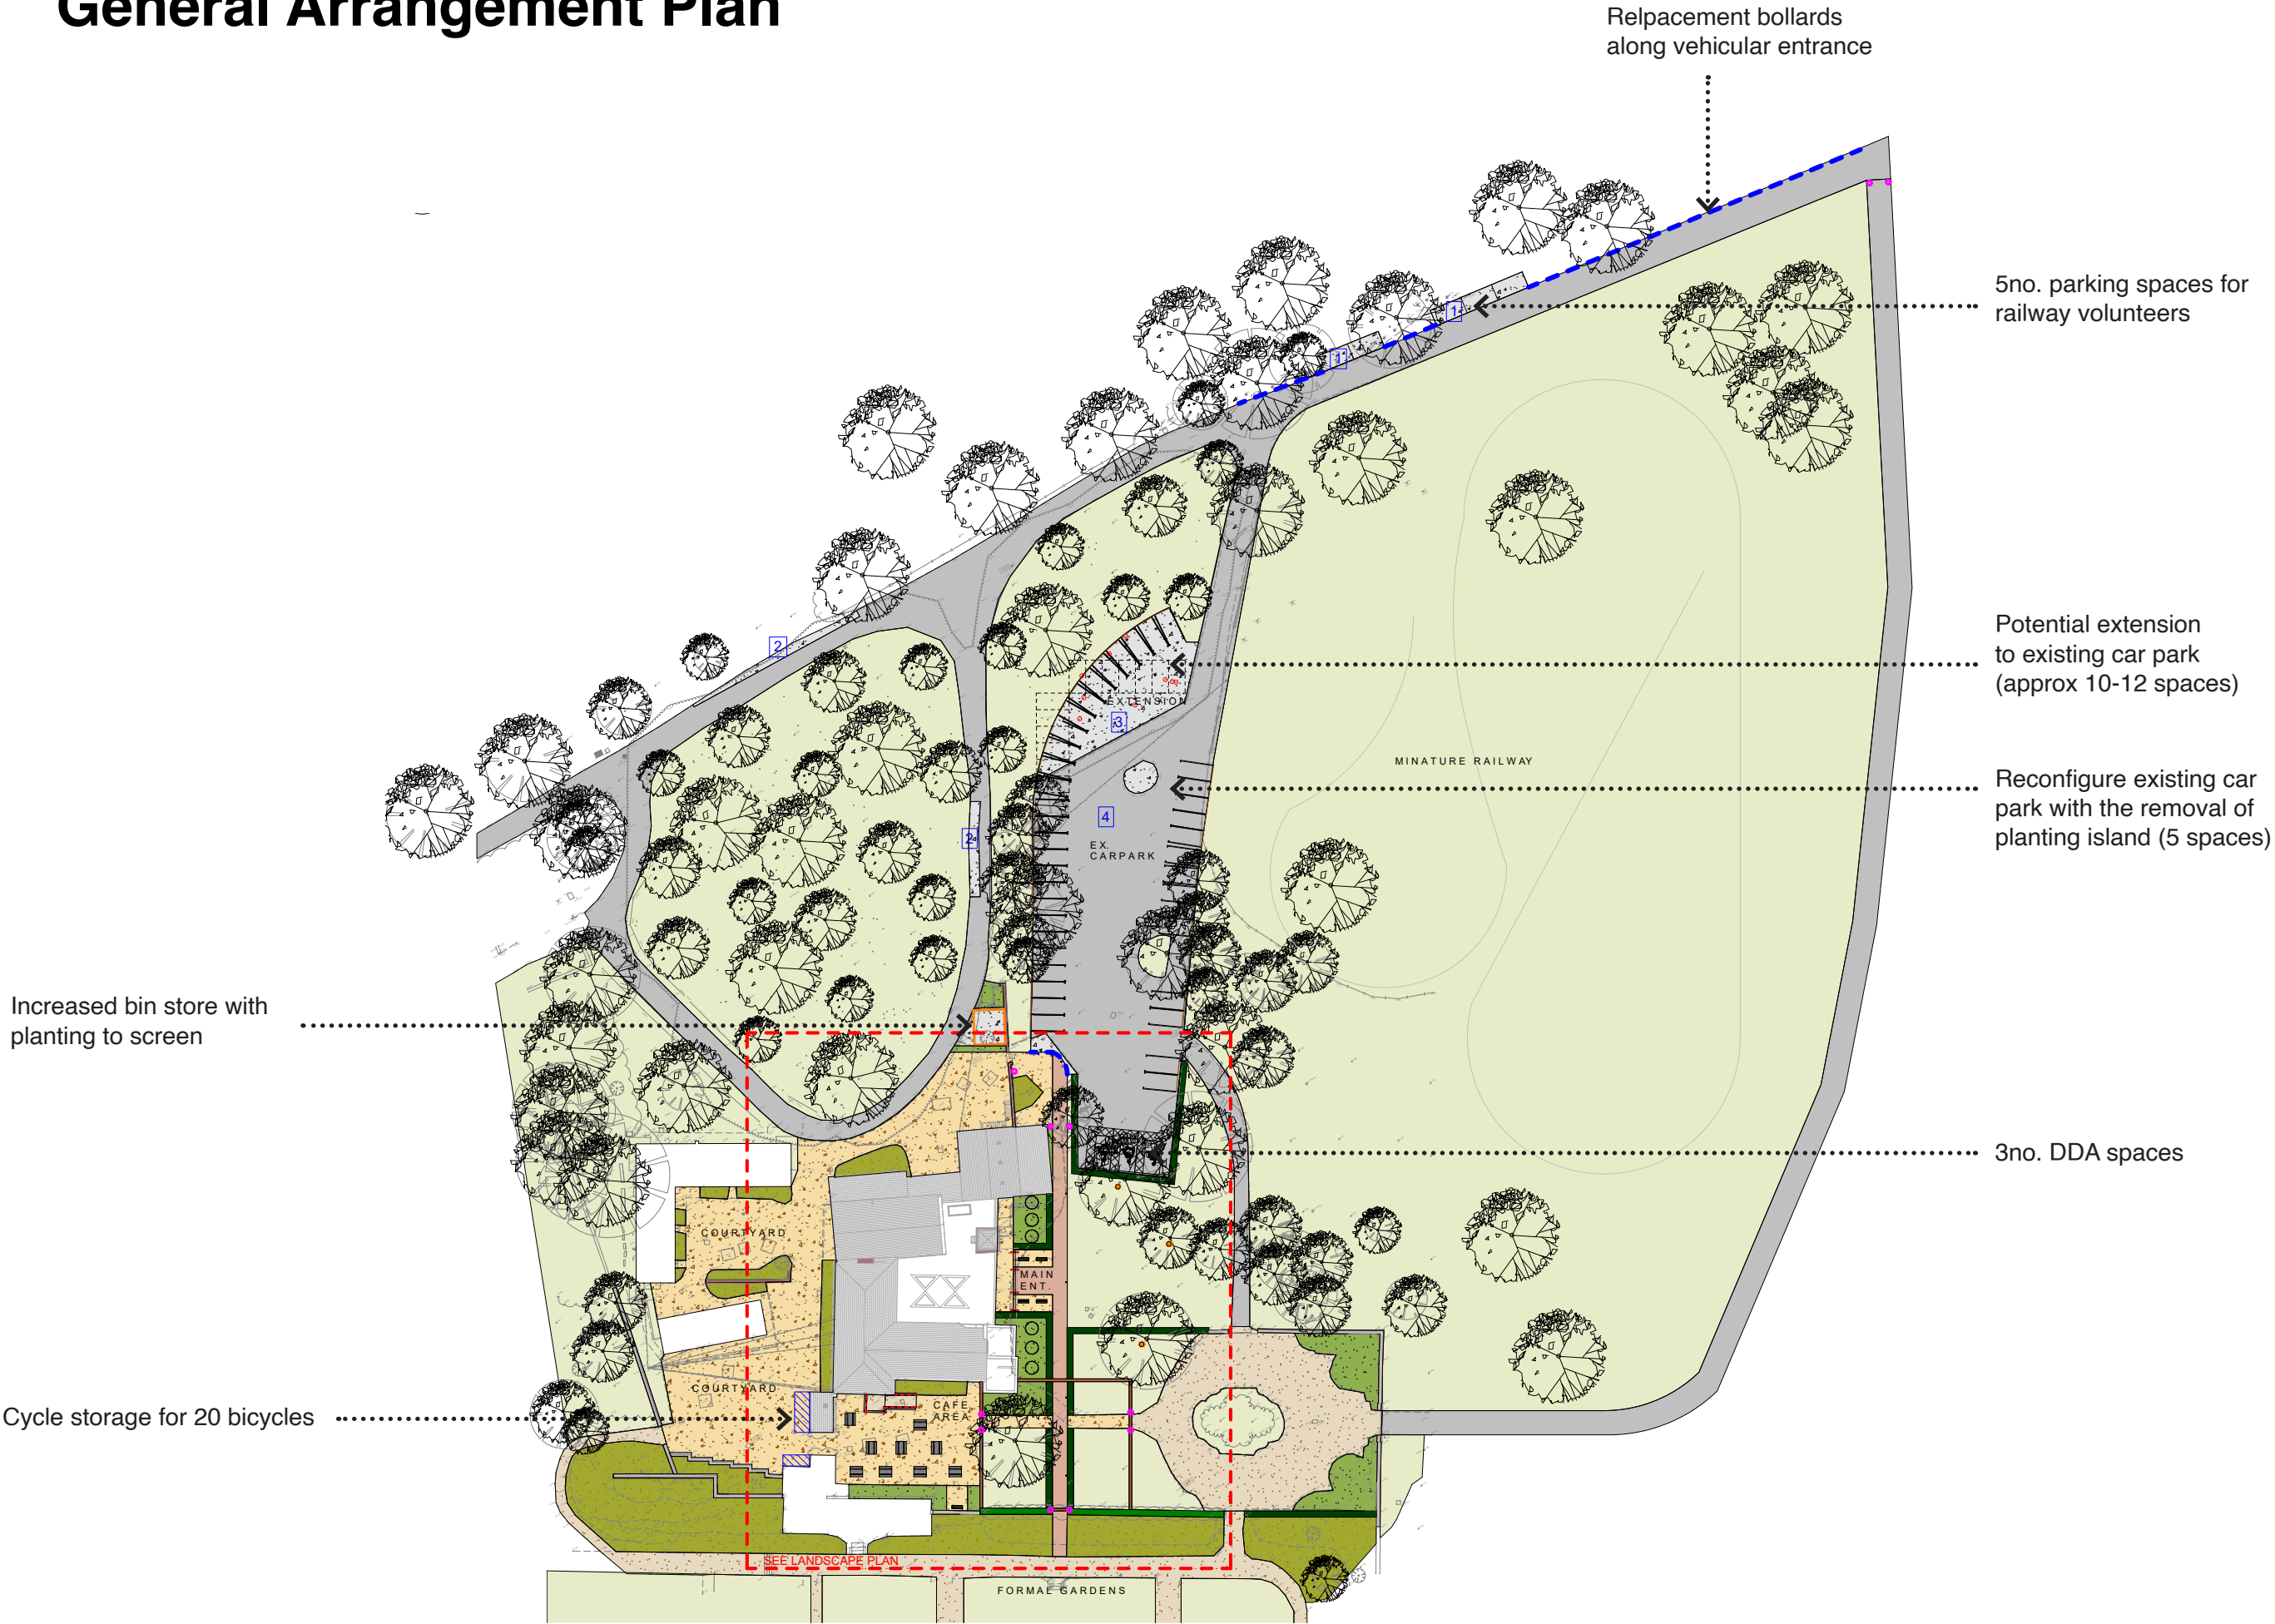 General Arrangement Plan
Relpacement bollards
along vehicular entrance
5no. parking spaces for
railway volunteers
1
1
Potential extension
to existing car park
(approx 10-12 spaces)
2
EXTENSION
3
MINATURE RAILWAY
Reconfigure existing car
park with the removal of
planting island (5 spaces)
4
2
EX.
CARPARK
Increased bin store with
planting to screen
3no. DDA spaces
COURTYARD
MAIN
ENT.
COURTYARD
CAFE
AREA
Cycle storage for 20 bicycles
SEE LANDSCAPE PLAN
FORMAL GARDENS